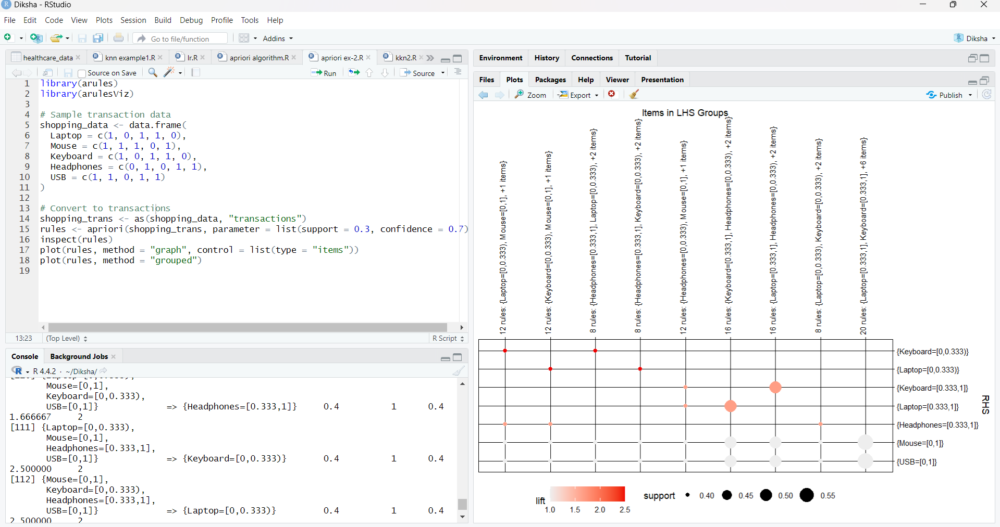 Diksha - RStudio
File Edit Code View Plots Session Build Debug Profile Tools Help
Go to file/function Addins Diksha
healthcare_data knn example1.R lr.R apriori algorithm.R apriori ex-2.R kkn2.R
Source on Save Run Source
1 library(arules)
2 library(arulesViz)
3
4 # Sample transaction data
5 shopping_data <- data.frame(
6 Laptop = c(1, 0, 1, 1, 0),
7 Mouse = c(1, 1, 1, 0, 1),
8 Keyboard = c(1, 0, 1, 1, 0),
9 Headphones = c(0, 1, 0, 1, 1),
10 USB = c(1, 1, 0, 1, 1)
11 )
12
13 # Convert to transactions
14 shopping_trans <- as(shopping_data, "transactions")
15 rules <- apriori(shopping_trans, parameter = list(support = 0.3, confidence = 0.7)
16 inspect(rules)
17 plot(rules, method = "graph", control = list(type = "items"))
18 plot(rules, method = "grouped")
19
13:23 (Top Level) R Script
Console Background Jobs
R 4.4.2 · ~/Diksha/
Mouse=[0,1],
Keyboard=[0,0.333),
USB=[0,1]} => {Headphones=[0.333,1]} 0.4 1 0.4
1.666667 2
[111] {Laptop=[0,0.333),
Mouse=[0,1],
Headphones=[0.333,1],
USB=[0,1]} => {Keyboard=[0,0.333)} 0.4 1 0.4
2.500000 2
[112] {Mouse=[0,1],
Keyboard=[0,0.333),
Headphones=[0.333,1],
USB=[0,1]} => {Laptop=[0,0.333)} 0.4 1 0.4
2.500000 2
Environment History Connections Tutorial
Files Plots Packages Help Viewer Presentation
Zoom Export Publish
Items in LHS Groups
12 rules: {Laptop=[0,0.333), Mouse=[0,1], +1 items}
12 rules: {Keyboard=[0,0.333), Mouse=[0,1], +1 items}
8 rules: {Headphones=[0.333,1], Laptop=[0,0.333), +2 items}
8 rules: {Headphones=[0.333,1], Keyboard=[0,0.333), +2 items}
12 rules: {Headphones=[0,0.333), Mouse=[0,1], +1 items}
16 rules: {Keyboard=[0.333,1], Headphones=[0,0.333), +2 items}
16 rules: {Laptop=[0.333,1], Headphones=[0,0.333), +2 items}
8 rules: {Laptop=[0,0.333), Keyboard=[0,0.333), +2 items}
20 rules: {Laptop=[0.333,1], Keyboard=[0.333,1], +6 items}
{Keyboard=[0,0.333)}
{Laptop=[0,0.333)}
{Keyboard=[0.333,1]}
{Laptop=[0.333,1]}
{Headphones=[0.333,1]}
{Mouse=[0,1]}
{USB=[0,1]}
RHS
lift 1.0 1.5 2.0 2.5
support 0.40 0.45 0.50 0.55